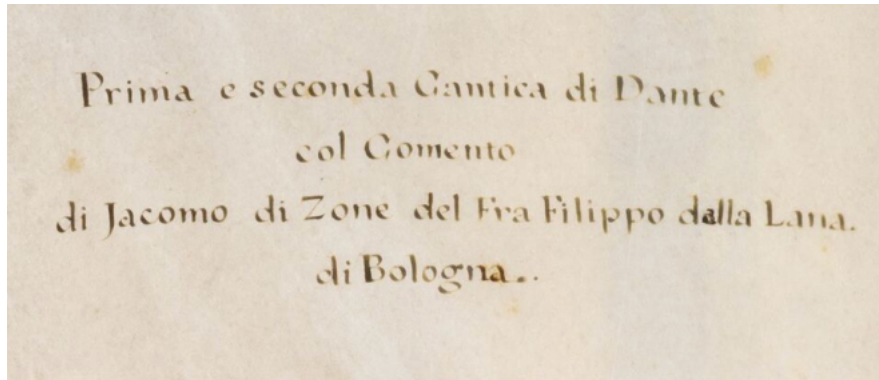 Prima e seconda Cantica di Dante
col Comento
di Jacomo di Zone del Fra Filippo dalla Lana.
di Bologna..